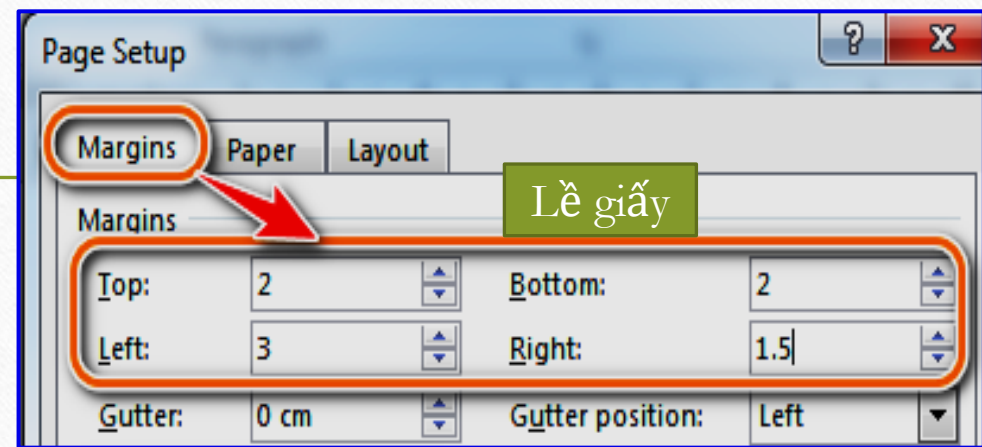 Page Setup
Margins Paper Layout
Lề giấy
Margins
Top: 2 Bottom: 2
Left: 3 Right: 1.5
Gutter: 0 cm Gutter position: Left